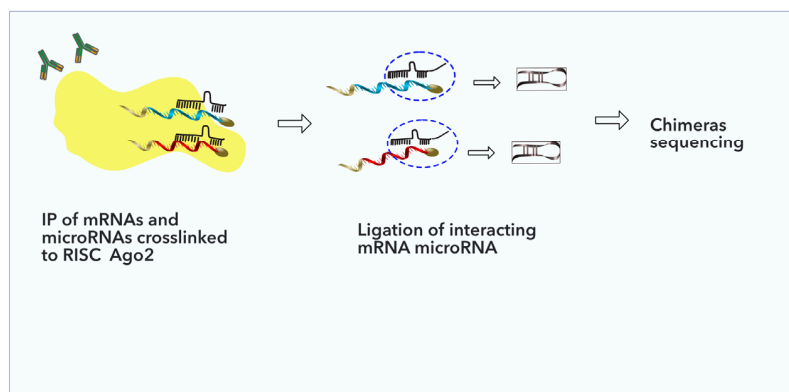 IP of mRNAs and
microRNAs crosslinked
to RISC Ago2
Ligation of interacting
mRNA microRNA
Chimeras
sequencing